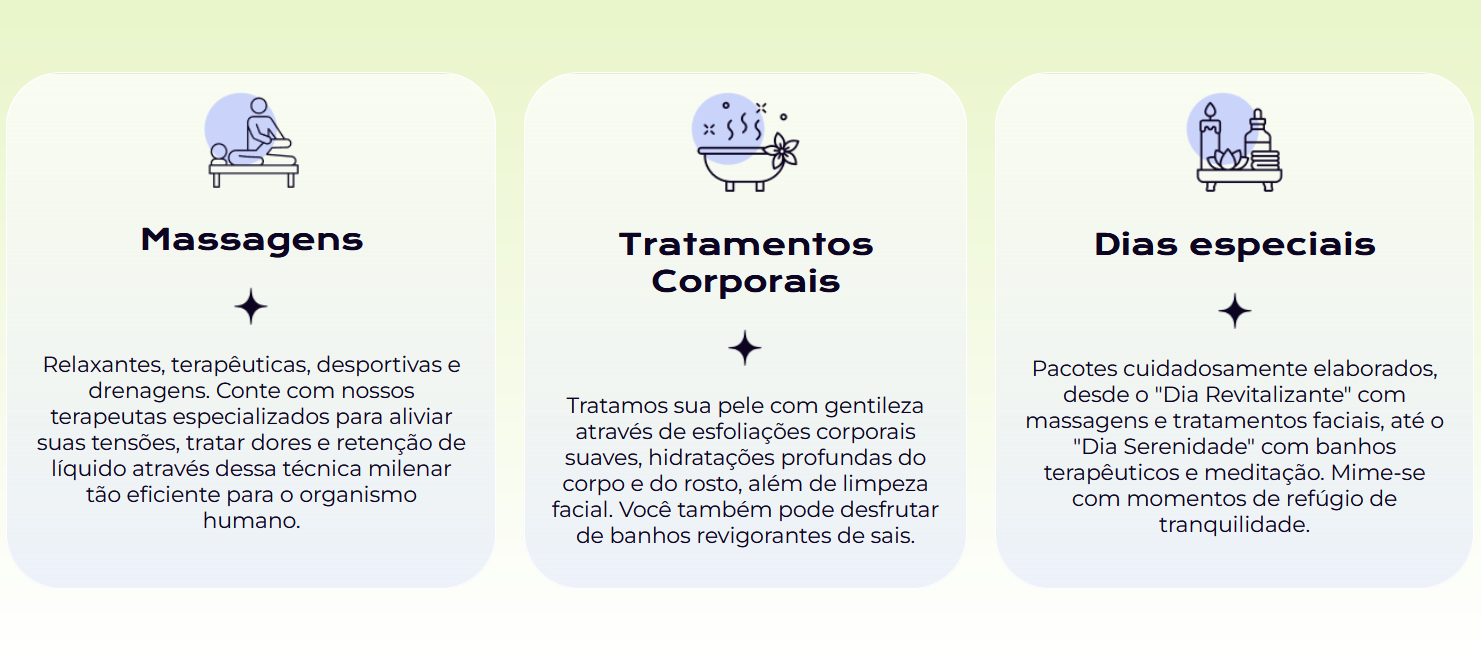 Massagens
Relaxantes, terapêuticas, desportivas e
drenagens. Conte com nossos
terapeutas especializados para aliviar
suas tensões, tratar dores e retenção de
líquido através dessa técnica milenar
tão eficiente para o organismo
humano.
Tratamentos
Corporais
Tratamos sua pele com gentileza
através de esfoliações corporais
suaves, hidratações profundas do
corpo e do rosto, além de limpeza
facial. Você também pode desfrutar
de banhos revigorantes de sais.
Dias especiais
Pacotes cuidadosamente elaborados,
desde o "Dia Revitalizante" com
massagens e tratamentos faciais, até o
"Dia Serenidade" com banhos
terapêuticos e meditação. Mime-se
com momentos de refúgio de
tranquilidade.